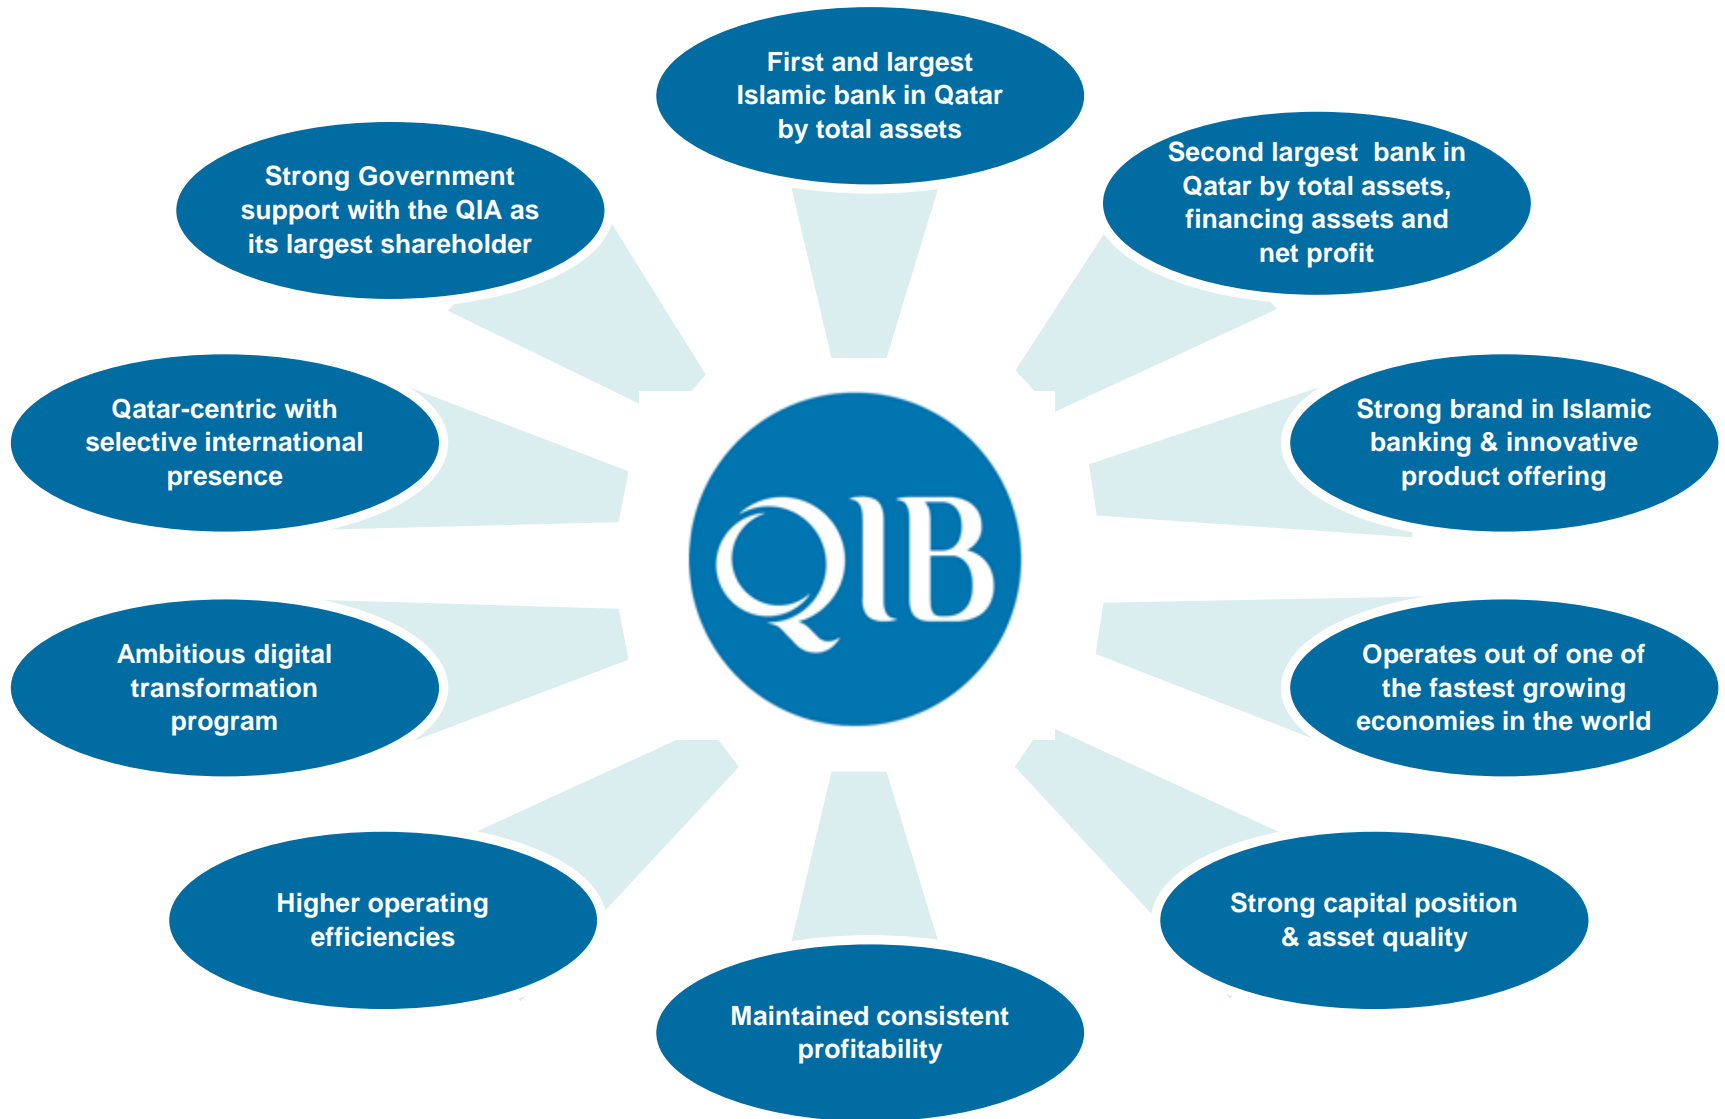 First and largest
Islamic bank in Qatar
by total assets
Second largest  bank in
Qatar by total assets,
financing assets and
net profit
Strong brand in Islamic
banking & innovative
product offering
Operates out of one of
the fastest growing
economies in the world
Strong capital position
& asset quality
Maintained consistent
profitability
Higher operating
efficiencies
Ambitious digital
transformation
program
Qatar-centric with
selective international
presence
Strong Government
support with the QIA as
its largest shareholder
QIB